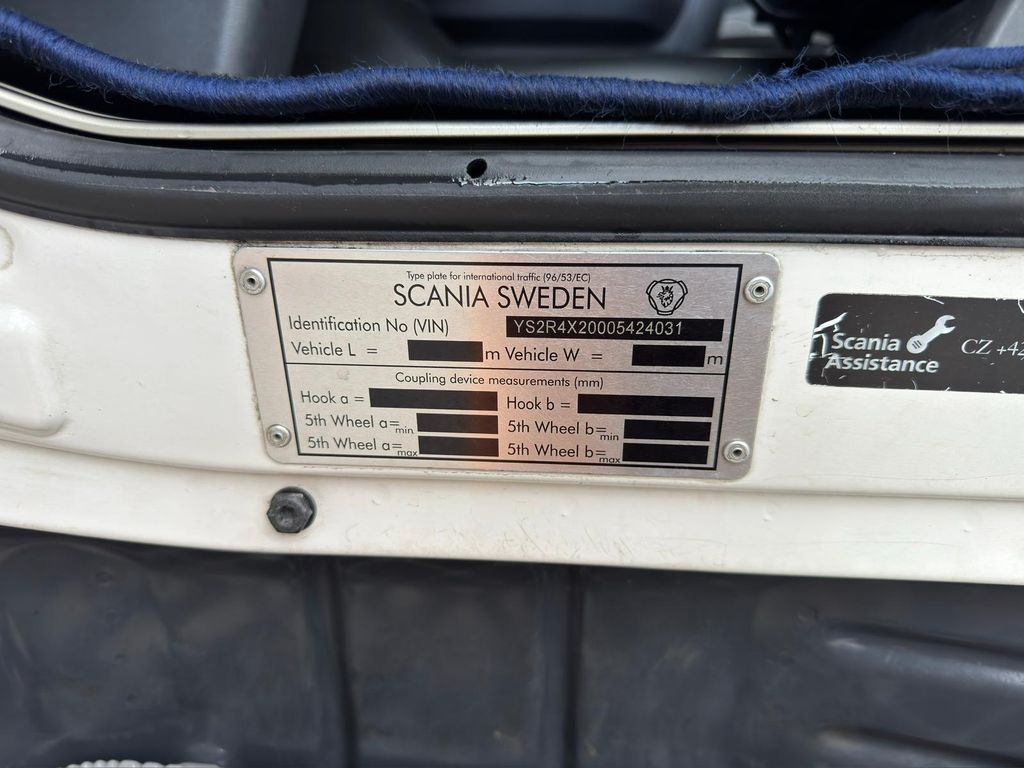 Type plate for international traffic (96/53/EC)
SCANIA SWEDEN
Identification No (VIN) YS2R4X20005424031
Vehicle L = m Vehicle W = m
Coupling device measurements (mm)
Hook a = Hook b =
5th Wheel a=min 5th Wheel b=min
5th Wheel a=max 5th Wheel b=max
Scania
Assistance
CZ +42